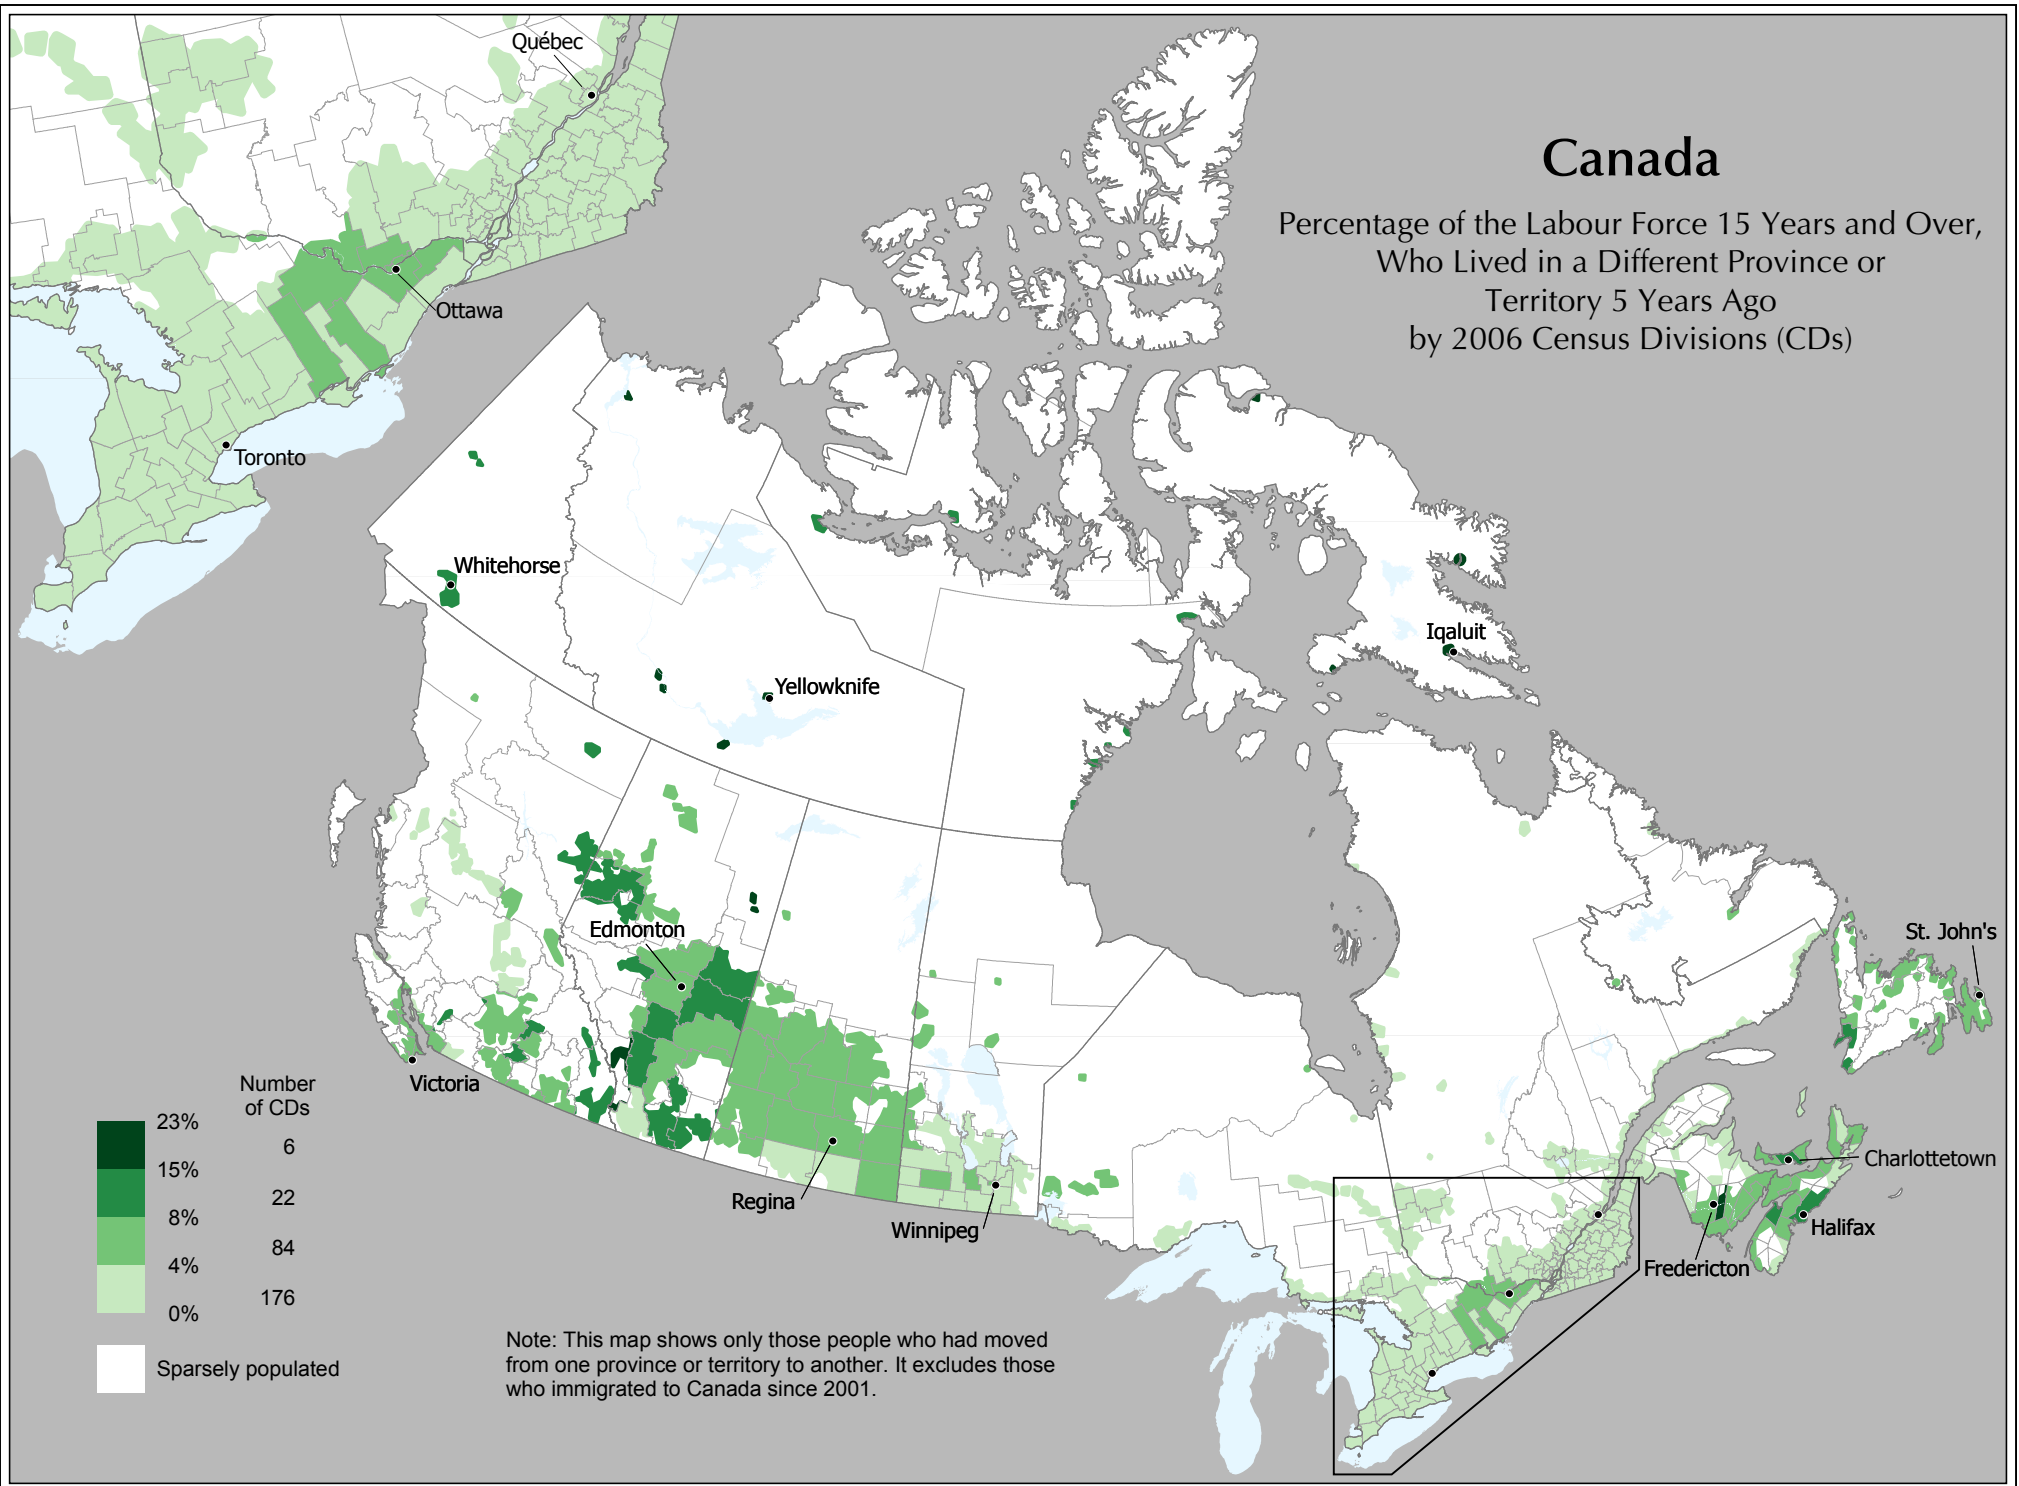 Canada
Percentage of the Labour Force 15 Years and Over,
Who Lived in a Different Province or
Territory 5 Years Ago
by 2006 Census Divisions (CDs)
Québec
Ottawa
Toronto
Whitehorse
Yellowknife
Iqaluit
Edmonton
St. John's
Victoria
Regina
Winnipeg
Charlottetown
Halifax
Fredericton
Number
of CDs
23%
6
15%
22
8%
84
4%
176
0%
Sparsely populated
Note: This map shows only those people who had moved
from one province or territory to another. It excludes those
who immigrated to Canada since 2001.